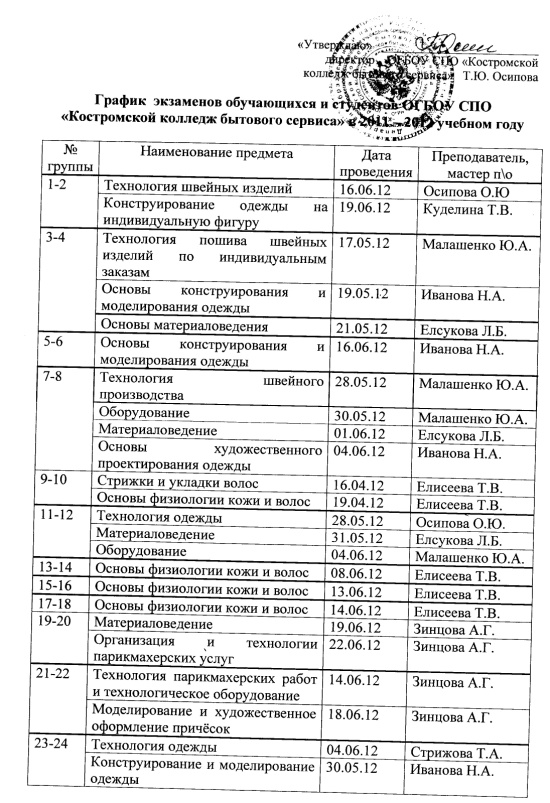 «Утверждаю»
директор ОГБОУ СПО «Костромской
колледж бытового сервиса» Т.Ю. Осипова
График экзаменов обучающихся и студентов ОГБОУ СПО
«Костромской колледж бытового сервиса» в 2011 – 2012 учебном году
№ группы Наименование предмета Дата проведения Преподаватель, мастер п\о
1-2 Технология швейных изделий 16.06.12 Осипова О.Ю
Конструирование одежды на
индивидуальную фигуру 19.06.12 Куделина Т.В.
3-4 Технология пошива швейных
изделий по индивидуальным
заказам 17.05.12 Малашенко Ю.А.
Основы конструирования и
моделирования одежды 19.05.12 Иванова Н.А.
Основы материаловедения 21.05.12 Елсукова Л.Б.
5-6 Основы конструирования и
моделирования одежды 16.06.12 Иванова Н.А.
7-8 Технология швейного
производства 28.05.12 Малашенко Ю.А.
Оборудование 30.05.12 Малашенко Ю.А.
Материаловедение 01.06.12 Елсукова Л.Б.
Основы художественного
проектирования одежды 04.06.12 Иванова Н.А.
9-10 Стрижки и укладки волос 16.04.12 Елисеева Т.В.
Основы физиологии кожи и волос 19.04.12 Елисеева Т.В.
11-12 Технология одежды 28.05.12 Осипова О.Ю.
Материаловедение 31.05.12 Елсукова Л.Б.
Оборудование 04.06.12 Малашенко Ю.А.
13-14 Основы физиологии кожи и волос 08.06.12 Елисеева Т.В.
15-16 Основы физиологии кожи и волос 13.06.12 Елисеева Т.В.
17-18 Основы физиологии кожи и волос 14.06.12 Елисеева Т.В.
19-20 Материаловедение 19.06.12 Зинцова А.Г.
Организация и технологии
парикмахерских услуг 22.06.12 Зинцова А.Г.
21-22 Технология парикмахерских работ
и технологическое оборудование 14.06.12 Зинцова А.Г.
Моделирование и художественное
оформление причёсок 18.06.12 Зинцова А.Г.
23-24 Технология одежды 04.06.12 Стрижова Т.А.
Конструирование и моделирование
одежды 30.05.12 Иванова Н.А.